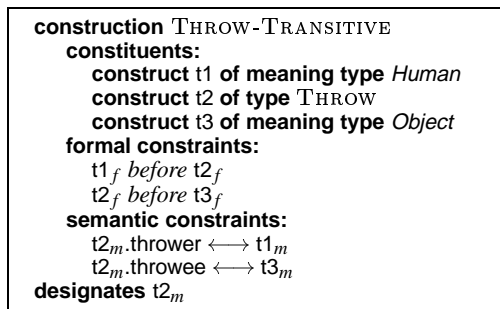 construction THROW-TRANSITIVE
constituents:
construct t1 of meaning type Human
construct t2 of type THROW
construct t3 of meaning type Object
formal constraints:
t1f before t2f
t2f before t3f
semantic constraints:
t2m.thrower ⟷ t1m
t2m.throwee ⟷ t3m
designates t2m